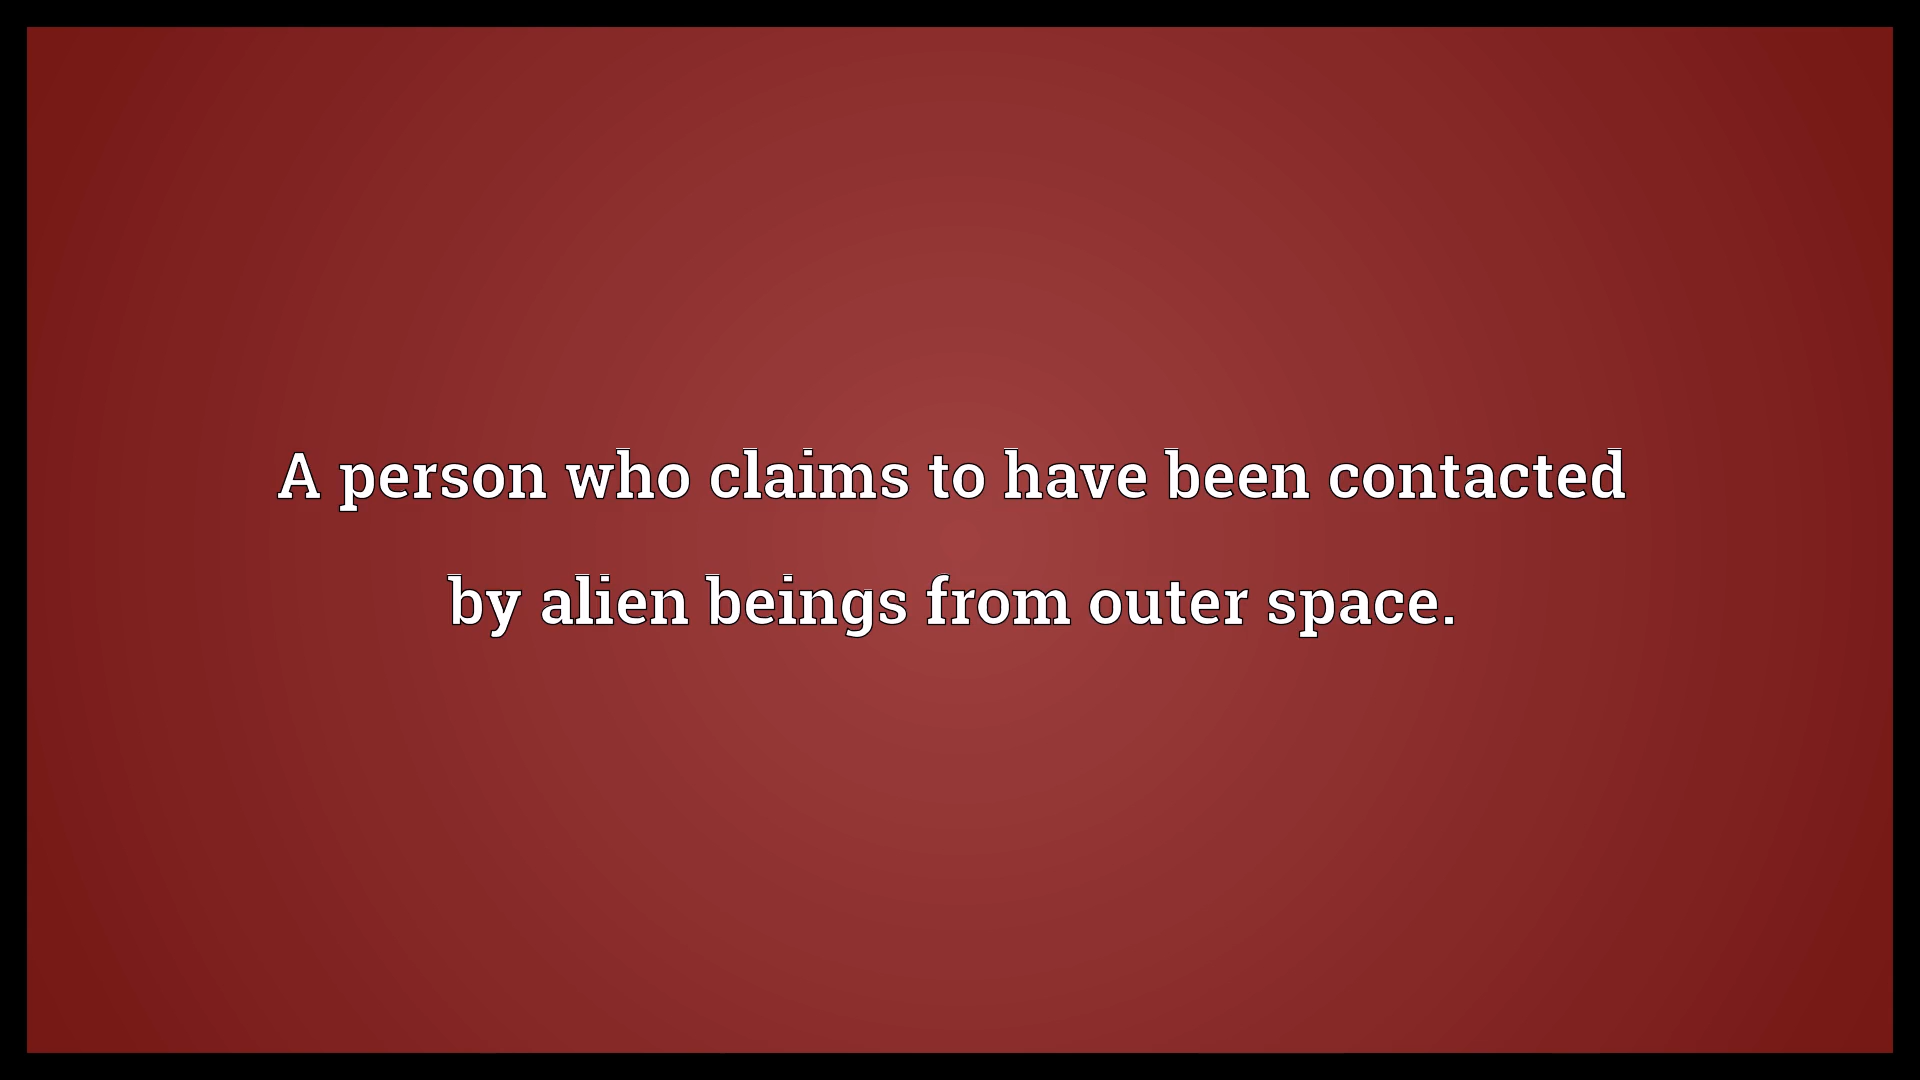 A person who claims to have been contacted
by alien beings from outer space.